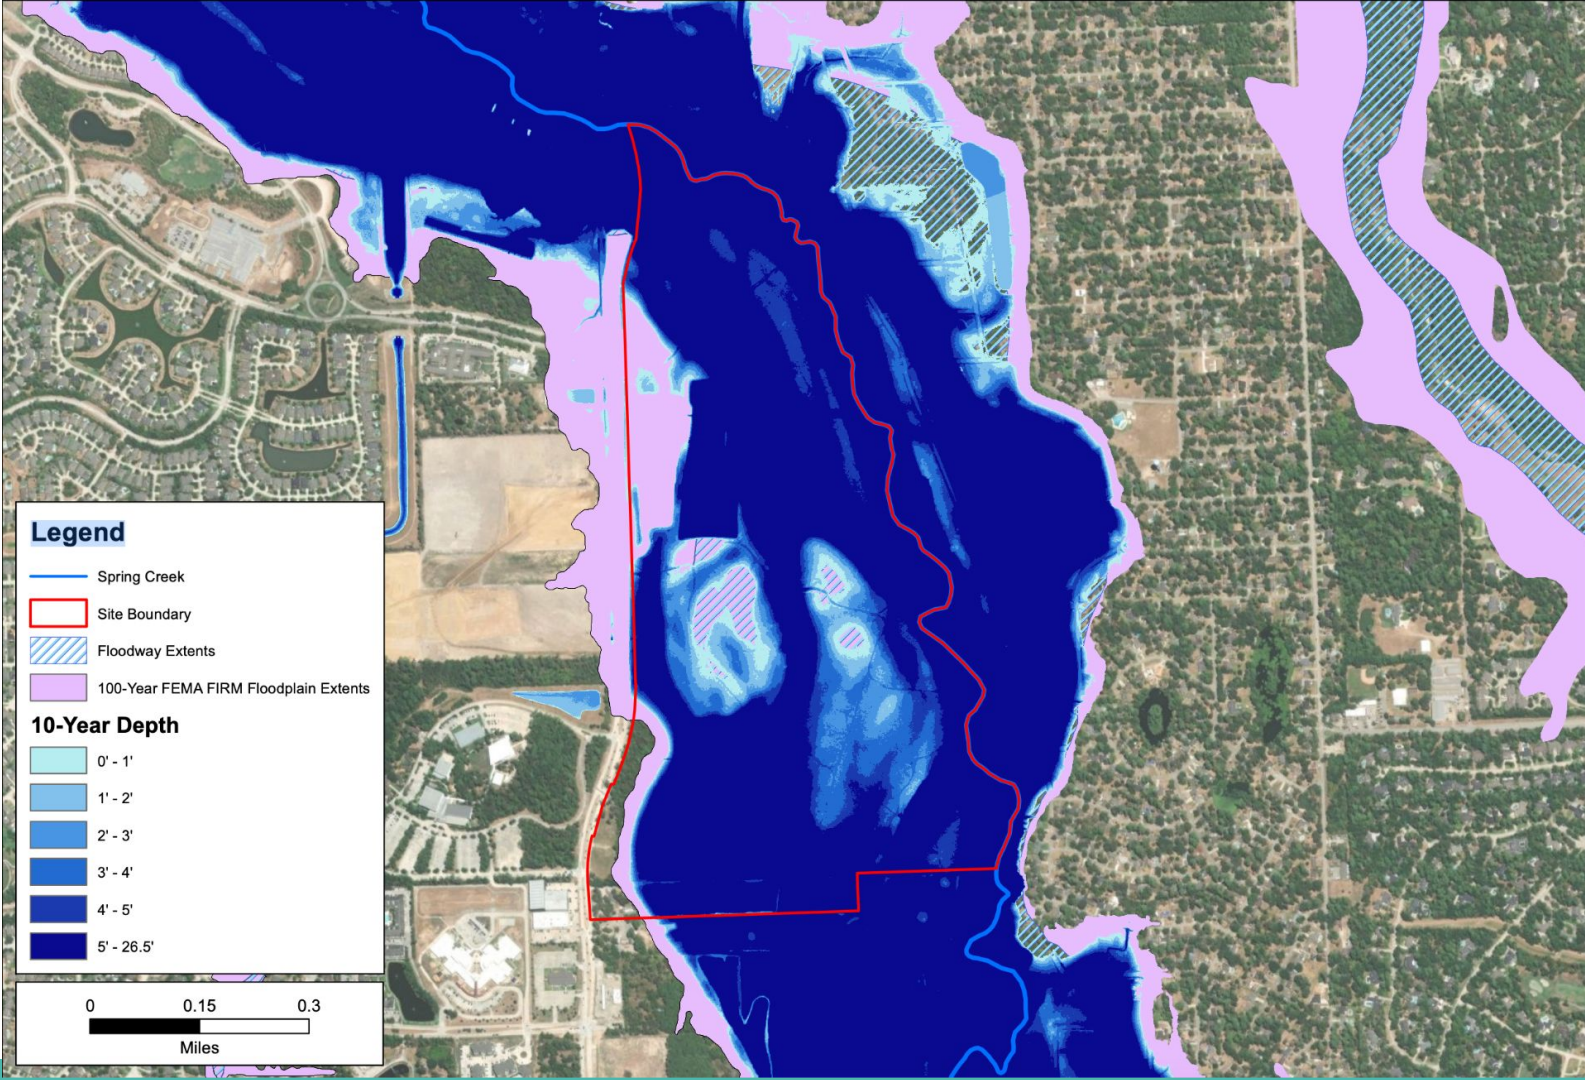 Legend
Spring Creek
Site Boundary
Floodway Extents
100-Year FEMA FIRM Floodplain Extents
10-Year Depth
0' - 1'
1' - 2'
2' - 3'
3' - 4'
4' - 5'
5' - 26.5'
0 0.15 0.3
Miles